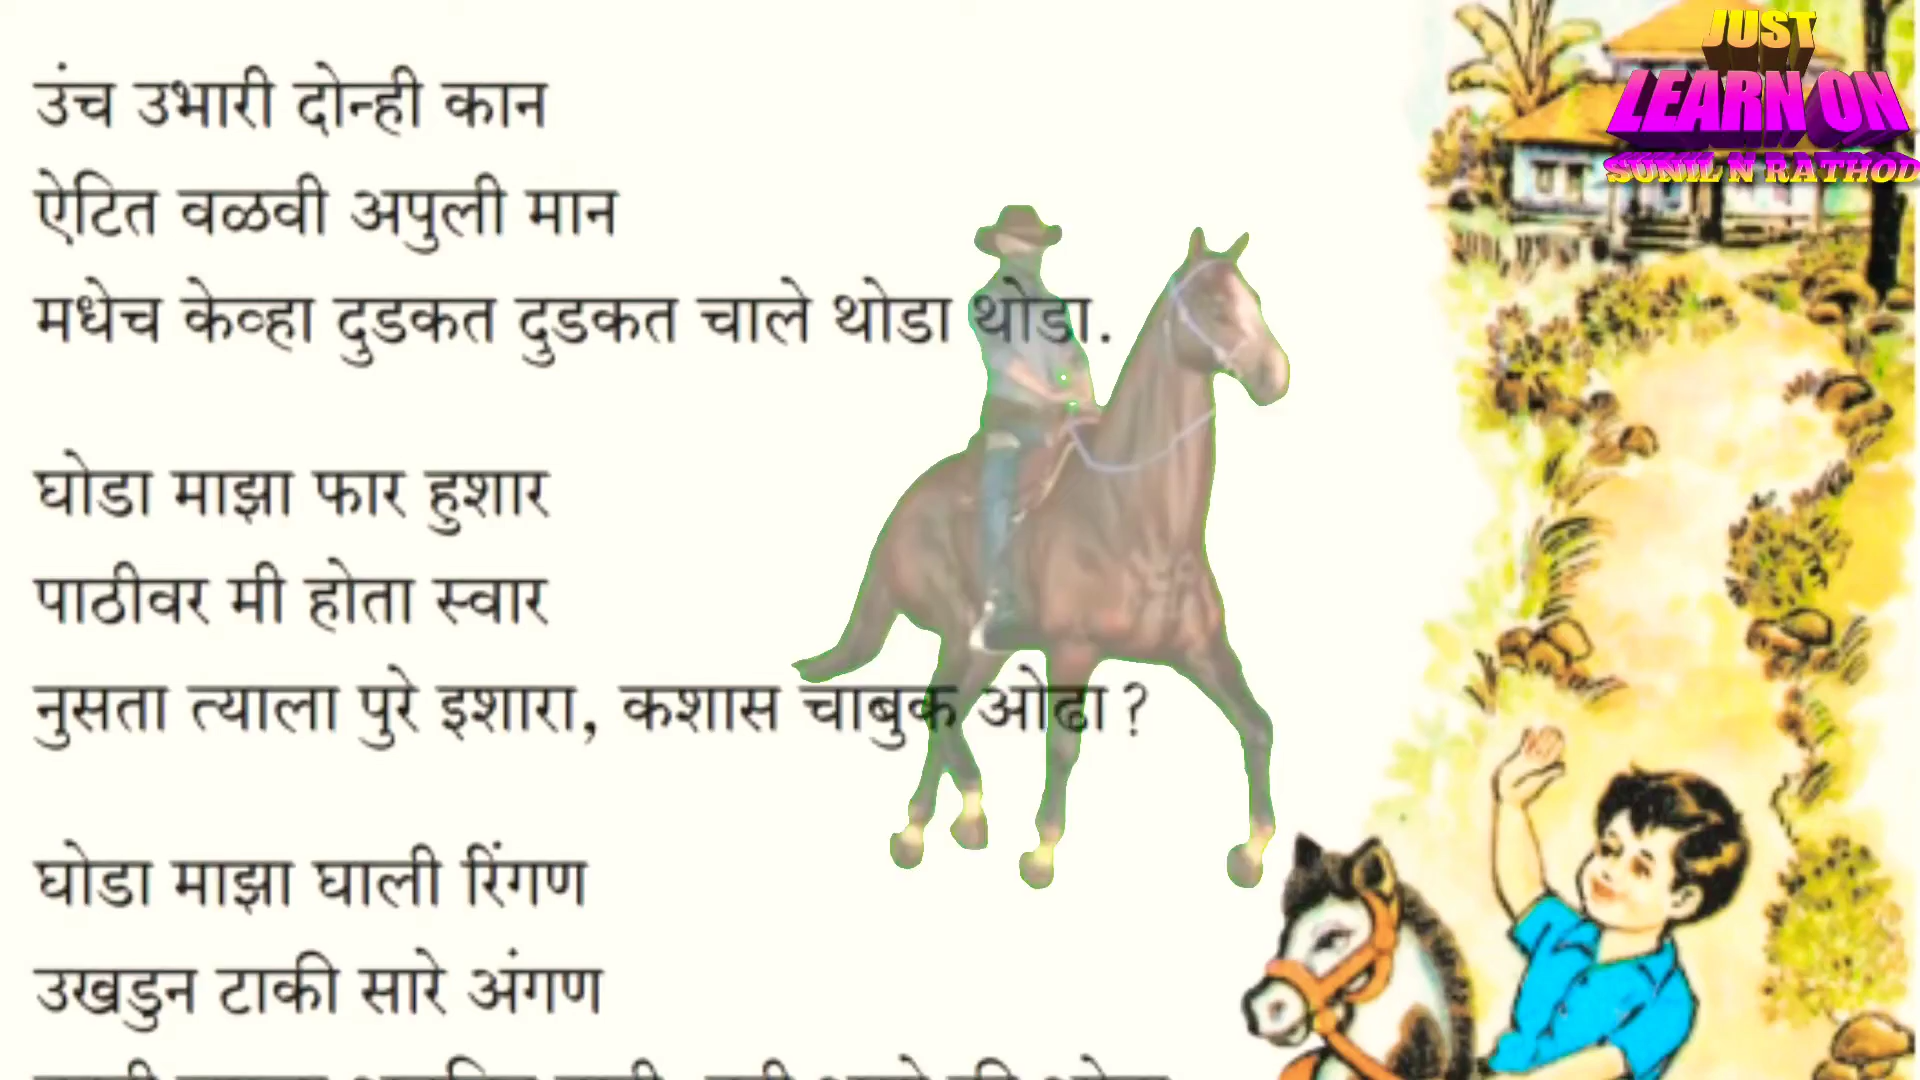 उंच उभारी दोन्ही कान
ऐटित वळवी अपुली मान
मधेच केव्हा दुडकत दुडकत चाले थोडा थोडा.
घोडा माझा फार हुशार
पाठीवर मी होता स्वार
नुसता त्याला पुरे इशारा, कशास चाबुक ओढा?
घोडा माझा घाली रिंगण
उखडुन टाकी सारे अंगण
JUST
LEARN ON
SUNIL N RATHOD